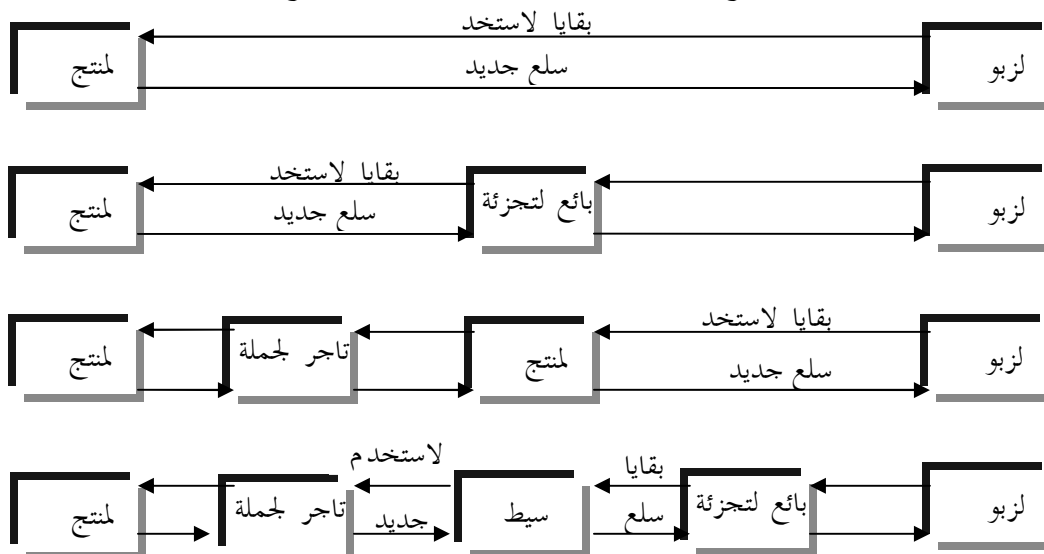 بقايا لاستخد
لمنتج سلع جديد لزبو
بقايا لاستخد
لمنتج سلع جديد بائع لتجزئة لزبو
بقايا لاستخد
لمنتج تاجر لجملة لمنتج سلع جديد لزبو
لاستخدم بقايا
لمنتج تاجر لجملة جديد سيط سلع بائع لتجزئة لزبو